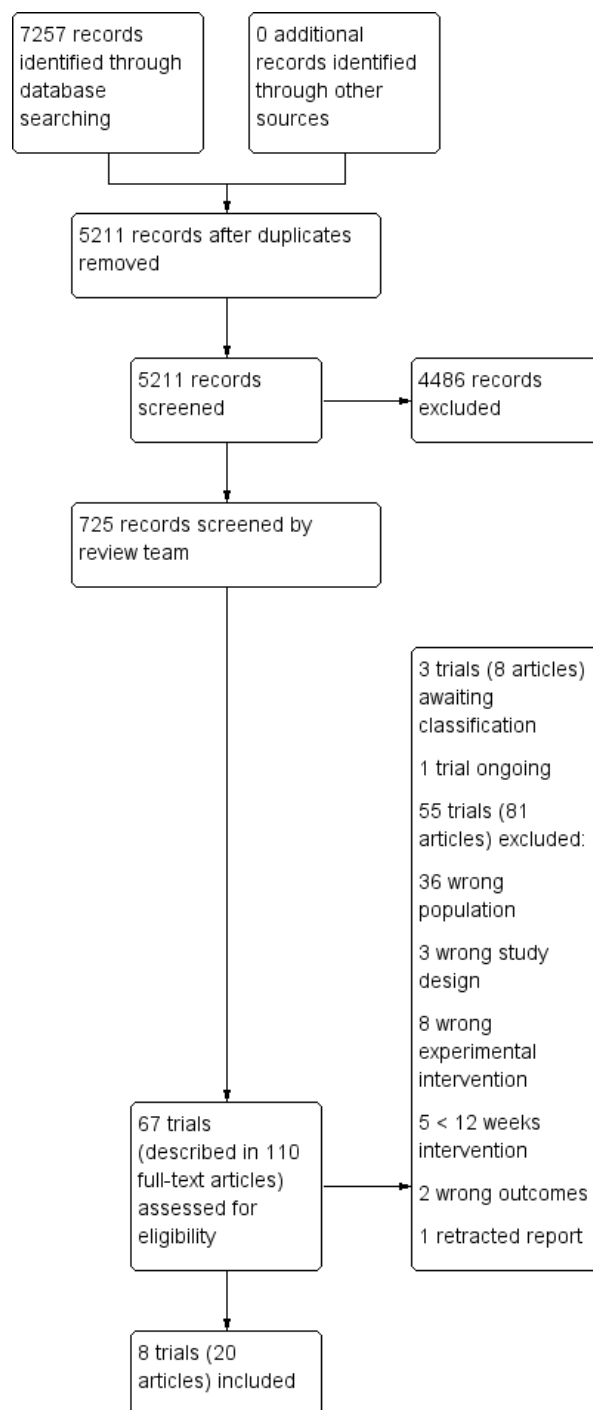 7257 records
identified through
database
searching
0 additional
records identified
through other
sources
5211 records after duplicates
removed
5211 records
screened
4486 records
excluded
725 records screened by
review team
3 trials (8 articles)
awaiting
classification
1 trial ongoing
55 trials (81
articles) excluded:
36 wrong
population
3 wrong study
design
8 wrong
experimental
intervention
5 < 12 weeks
intervention
2 wrong outcomes
1 retracted report
67 trials
(described in 110
full-text articles)
assessed for
eligibility
8 trials (20
articles) included